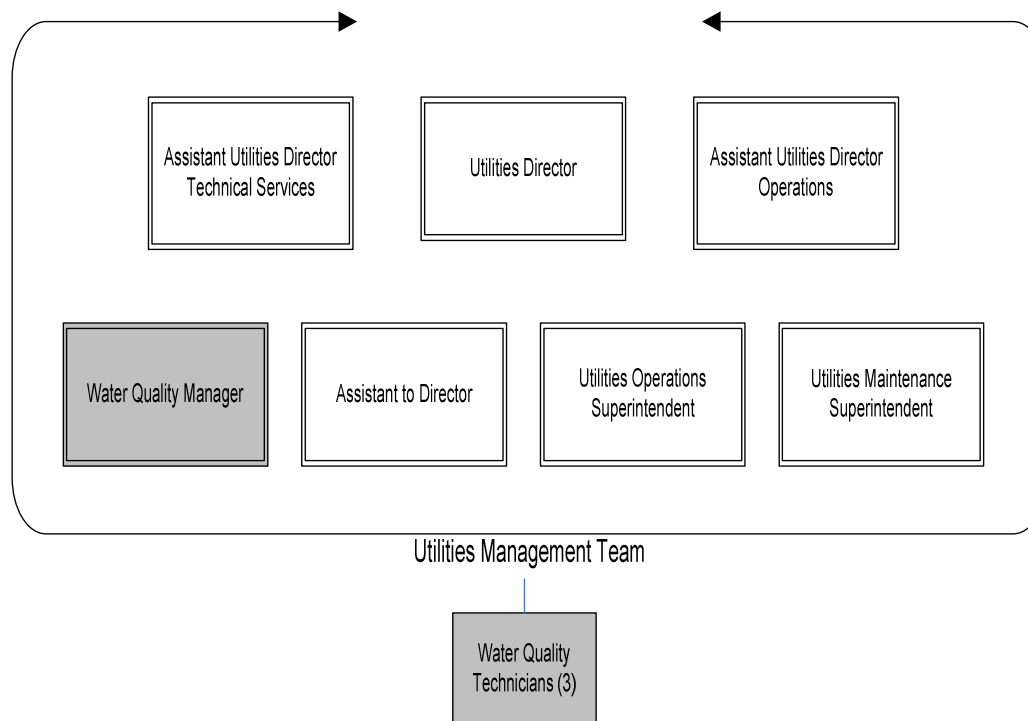 Assistant Utilities Director
Technical Services
Utilities Director
Assistant Utilities Director
Operations
Water Quality Manager
Assistant to Director
Utilities Operations
Superintendent
Utilities Maintenance
Superintendent
Utilities Management Team
Water Quality
Technicians (3)